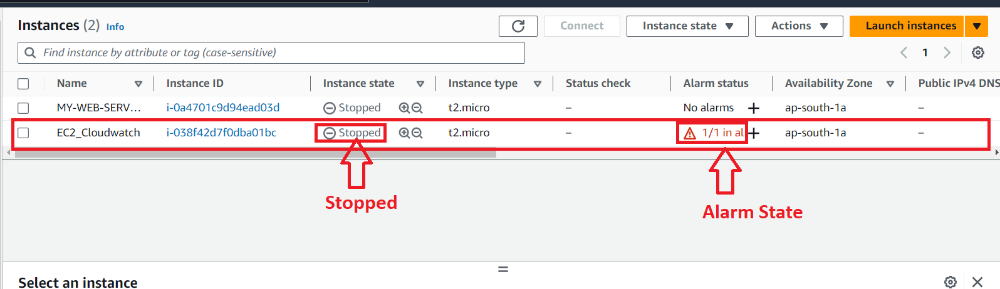 Instances (2) Info Connect Instance state Actions Launch instances
Find instance by attribute or tag (case-sensitive) 1
Name Instance ID Instance state Instance type Status check Alarm status Availability Zone Public IPv4 DNS
MY-WEB-SERV... i-0a4701c9d94ead03d Stopped t2.micro – No alarms + ap-south-1a –
EC2_Cloudwatch i-038f42d7f0dba01bc Stopped t2.micro – 1/1 in al + ap-south-1a –
Stopped
Alarm State
Select an instance